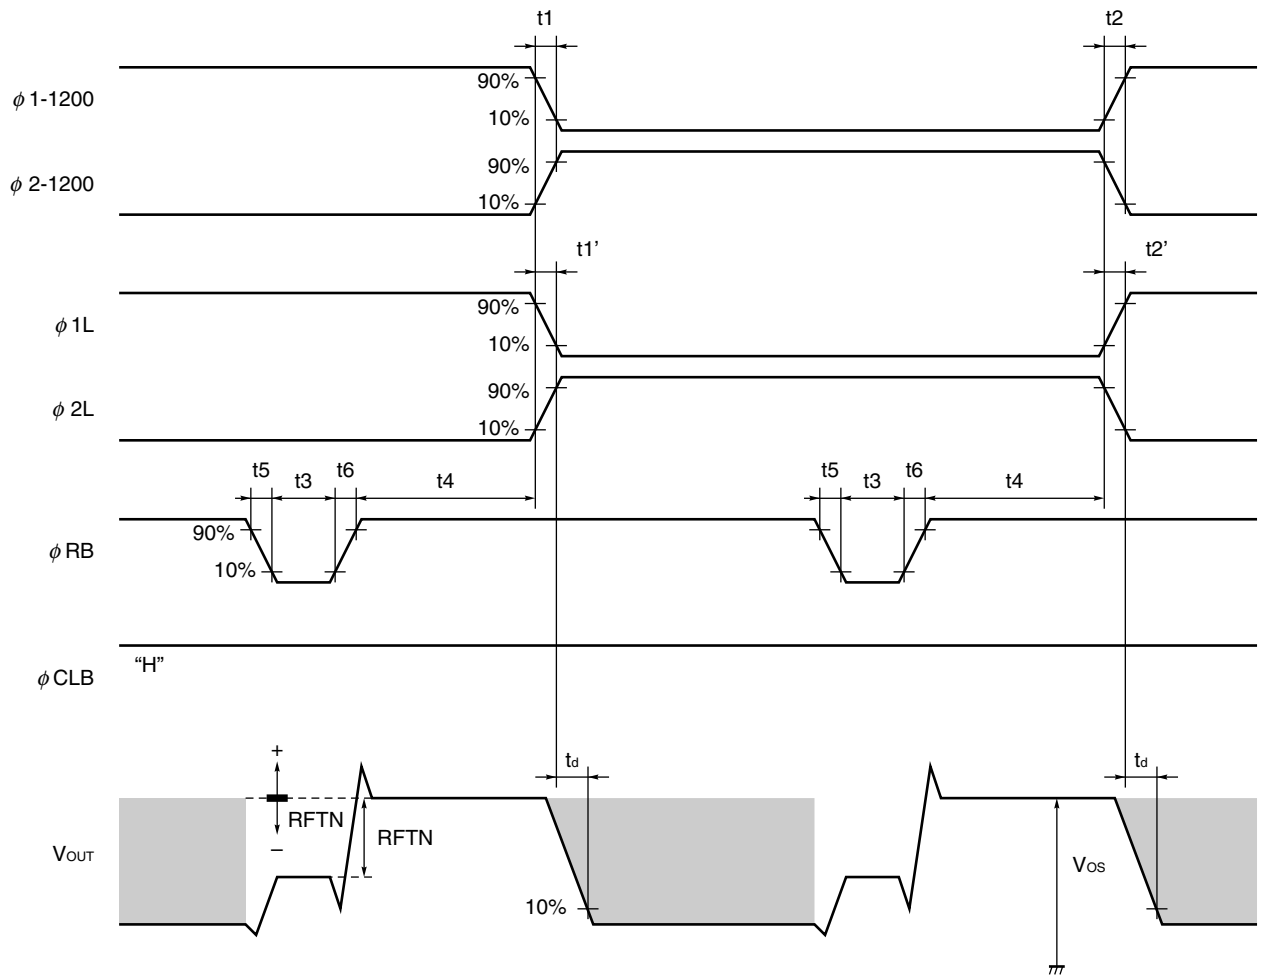 t1 t2
90%
ϕ 1-1200
10%
90%
ϕ 2-1200
10%
t1’ t2’
90%
ϕ 1L
10%
90%
ϕ 2L
10%
t5 t3 t6 t4 t5 t3 t6 t4
90%
ϕ RB
10%
“H”
ϕ CLB
+
td td
RFTN
RFTN
−
VOUT
VOS
10%